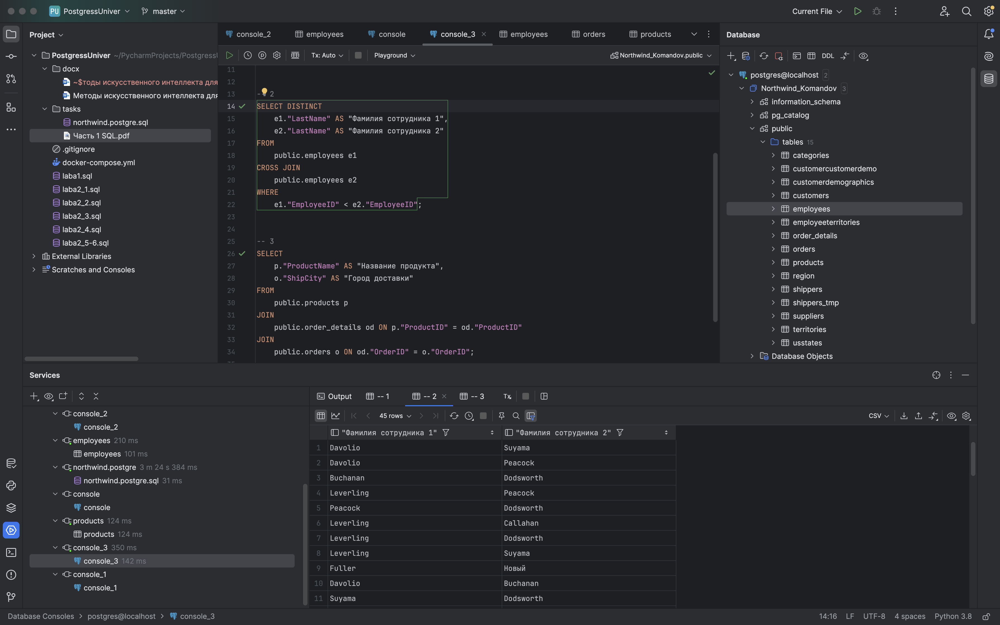 PU PostgressUniver master Current File
Project
PostgressUniver ~/PycharmProjects/PostgressU
docx
~$тоды искусственного интеллекта для
Методы искусственного интеллекта для
tasks
northwind.postgre.sql
Часть 1 SQL.pdf
.gitignore
docker-compose.yml
laba1.sql
laba2_1.sql
laba2_2.sql
laba2_3.sql
laba2_4.sql
laba2_5-6.sql
External Libraries
Scratches and Consoles
console_2 employees console console_3 employees orders products
Tx: Auto Playground Northwind_Komandov.public
11
12
13 -- 2
14 SELECT DISTINCT
15 e1."LastName" AS "Фамилия сотрудника 1",
16 e2."LastName" AS "Фамилия сотрудника 2"
17 FROM
18 public.employees e1
19 CROSS JOIN
20 public.employees e2
21 WHERE
22 e1."EmployeeID" < e2."EmployeeID";
23
24
25 -- 3
26 SELECT
27 p."ProductName" AS "Название продукта",
28 o."ShipCity" AS "Город доставки"
29 FROM
30 public.products p
31 JOIN
32 public.order_details od ON p."ProductID" = od."ProductID"
33 JOIN
34 public.orders o ON od."OrderID" = o."OrderID";
Database
DDL
postgres@localhost 2
Northwind_Komandov 3
information_schema
pg_catalog
public
tables 15
categories
customercustomerdemo
customerdemographics
customers
employees
employeeterritories
order_details
orders
products
region
shippers
shippers_tmp
suppliers
territories
usstates
Database Objects
Services
console_2
console_2
employees 210 ms
employees 101 ms
northwind.postgre 3 m 24 s 384 ms
northwind.postgre.sql 31 ms
console
console
products 124 ms
products 124 ms
console_3 350 ms
console_3 142 ms
console_1
console_1
Output -- 1 -- 2 -- 3 Tx
45 rows CSV
"Фамилия сотрудника 1" "Фамилия сотрудника 2"
1 Davolio Suyama
2 Davolio Peacock
3 Buchanan Dodsworth
4 Leverling Peacock
5 Peacock Dodsworth
6 Leverling Callahan
7 Leverling Dodsworth
8 Leverling Suyama
9 Fuller Новый
10 Davolio Buchanan
11 Suyama Dodsworth
Database Consoles > postgres@localhost > console_3 14:16 LF UTF-8 4 spaces Python 3.8